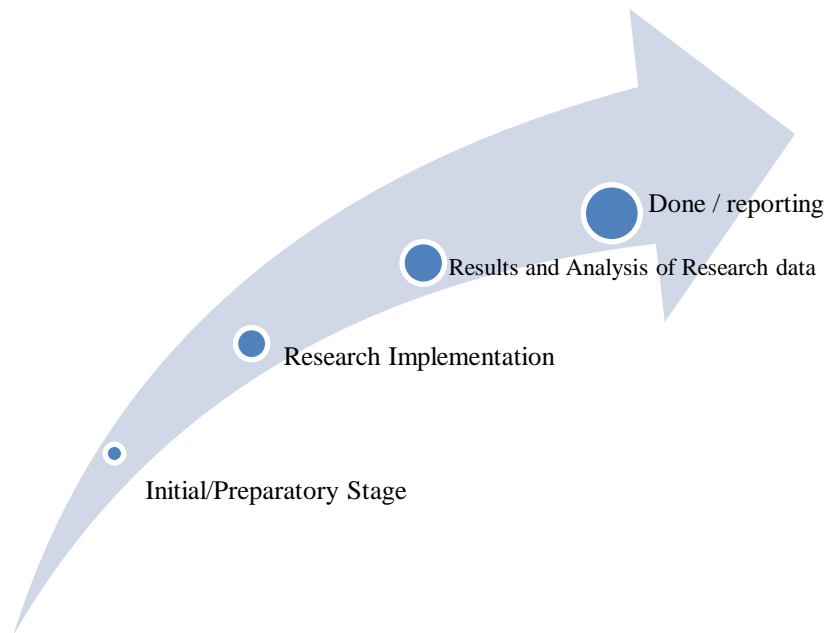 Done / reporting
Results and Analysis of Research data
Research Implementation
Initial/Preparatory Stage